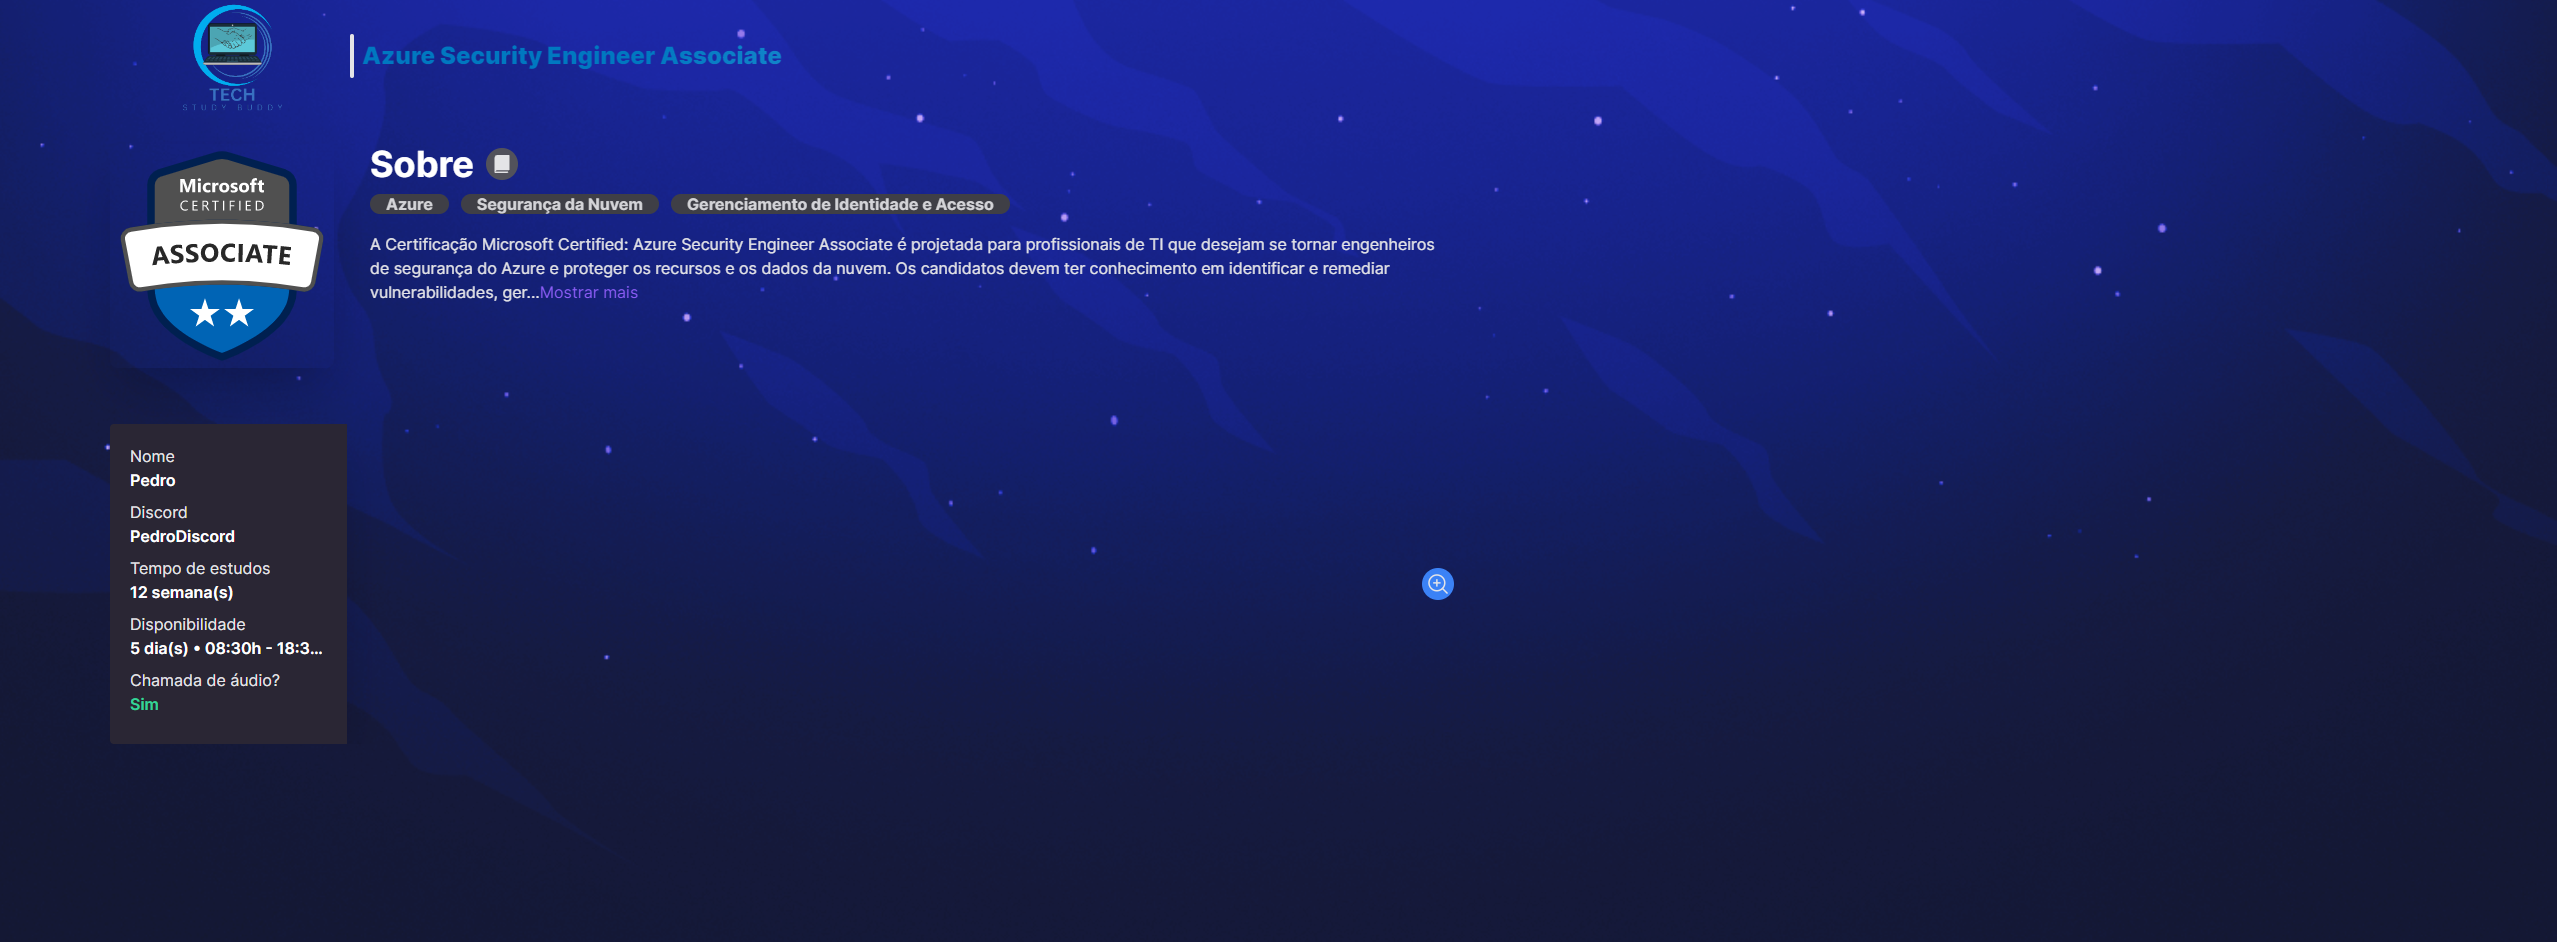 TECH
STUDY BUDDY
Azure Security Engineer Associate
Microsoft
CERTIFIED
ASSOCIATE
Sobre
Azure
Segurança da Nuvem
Gerenciamento de Identidade e Acesso
A Certificação Microsoft Certified: Azure Security Engineer Associate é projetada para profissionais de TI que desejam se tornar engenheiros
de segurança do Azure e proteger os recursos e os dados da nuvem. Os candidatos devem ter conhecimento em identificar e remediar
vulnerabilidades, ger...Mostrar mais
Nome
Pedro
Discord
PedroDiscord
Tempo de estudos
12 semana(s)
Disponibilidade
5 dia(s) • 08:30h - 18:3...
Chamada de áudio?
Sim